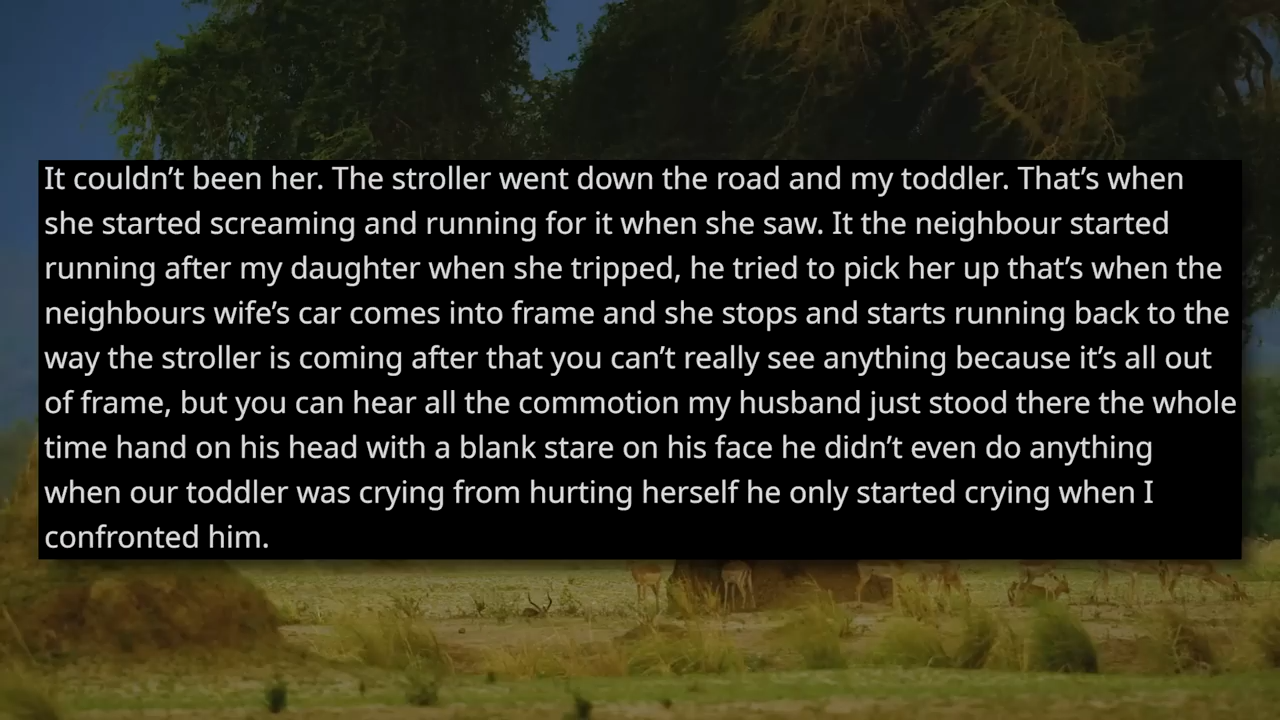 It couldn’t been her. The stroller went down the road and my toddler. That’s when
she started screaming and running for it when she saw. It the neighbour started
running after my daughter when she tripped, he tried to pick her up that’s when the
neighbours wife’s car comes into frame and she stops and starts running back to the
way the stroller is coming after that you can’t really see anything because it’s all out
of frame, but you can hear all the commotion my husband just stood there the whole
time hand on his head with a blank stare on his face he didn’t even do anything
when our toddler was crying from hurting herself he only started crying when I
confronted him.